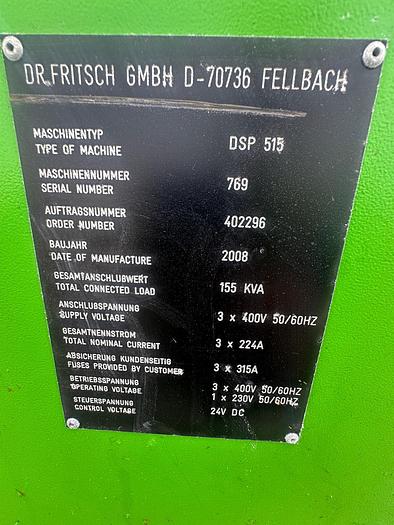 DR.FRITSCH GMBH D-70736 FELLBACH
MASCHINENTYP
TYPE OF MACHINE DSP 515
MASCHINENNUMMER
SERIAL NUMBER 769
AUFTRAGSNUMMER
ORDER NUMBER 402296
BAUJAHR
DATE OF MANUFACTURE 2008
GESAMTANSCHLUßWERT
TOTAL CONNECTED LOAD 155 KVA
ANSCHLUßSPANNUNG
SUPPLY VOLTAGE 3 x 400V 50/60HZ
GESAMTNENNSTROM
TOTAL NOMINAL CURRENT 3 x 224A
ABSICHERUNG KUNDENSEITIG
FUSES PROVIDED BY CUSTOMER 3 x 315A
BETRIEBSSPANNUNG 3 x 400V 50/60HZ
OPERATING VOLTAGE 1 x 230V 50/60HZ
STEUERSPANNUNG
CONTROL VOLTAGE 24V DC